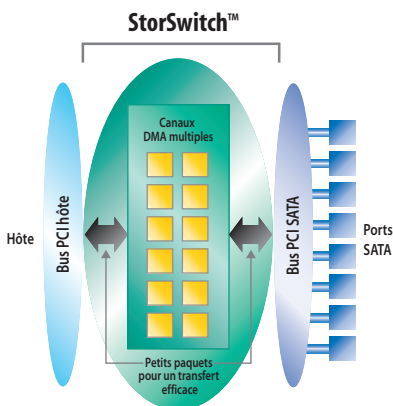 StorSwitch™
Canaux
DMA multiples
Hôte
Bus PCI hôte
Bus PCI SATA
Ports
SATA
Petits paquets
pour un transfert
efficace